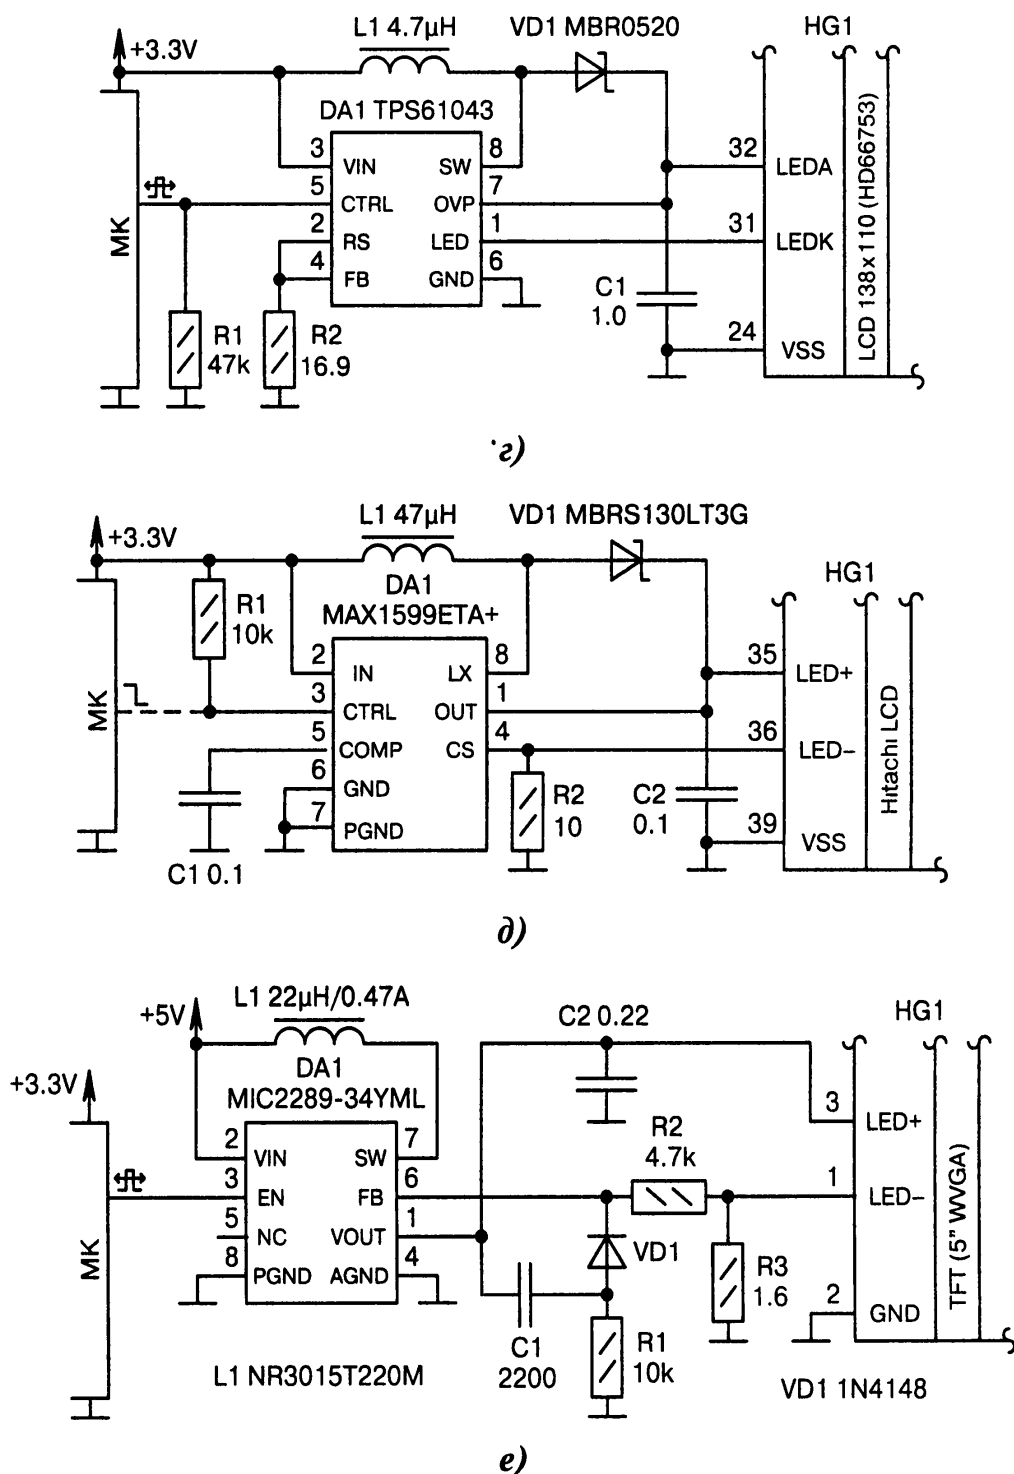 L1 4.7µH
VD1 MBR0520
HG1
+3.3V
DA1 TPS61043
3 VIN SW 8
5 CTRL OVP 7
2 RS LED 1
4 FB GND 6
MK
R1
47k
R2
16.9
C1
1.0
32 LEDA
31 LEDK
24 VSS
LCD 138x110 (HD66753)
г)
L1 47µH
VD1 MBRS130LT3G
HG1
+3.3V
DA1
MAX1599ETA+
R1
10k
2 IN LX 8
3 CTRL OUT 1
5 COMP CS 4
6 GND
7 PGND
MK
C1 0.1
R2
10
C2
0.1
35 LED+
36 LED–
39 VSS
Hitachi LCD
д)
L1 22µH/0.47A
+5V
C2 0.22
HG1
DA1
MIC2289-34YML
+3.3V
2 VIN SW 7
3 EN FB 6
5 NC VOUT 1
8 PGND AGND 4
MK
R2
4.7k
VD1
C1
2200
R1
10k
R3
1.6
3 LED+
1 LED–
2 GND
TFT (5" WVGA)
L1 NR3015T220M
VD1 1N4148
е)